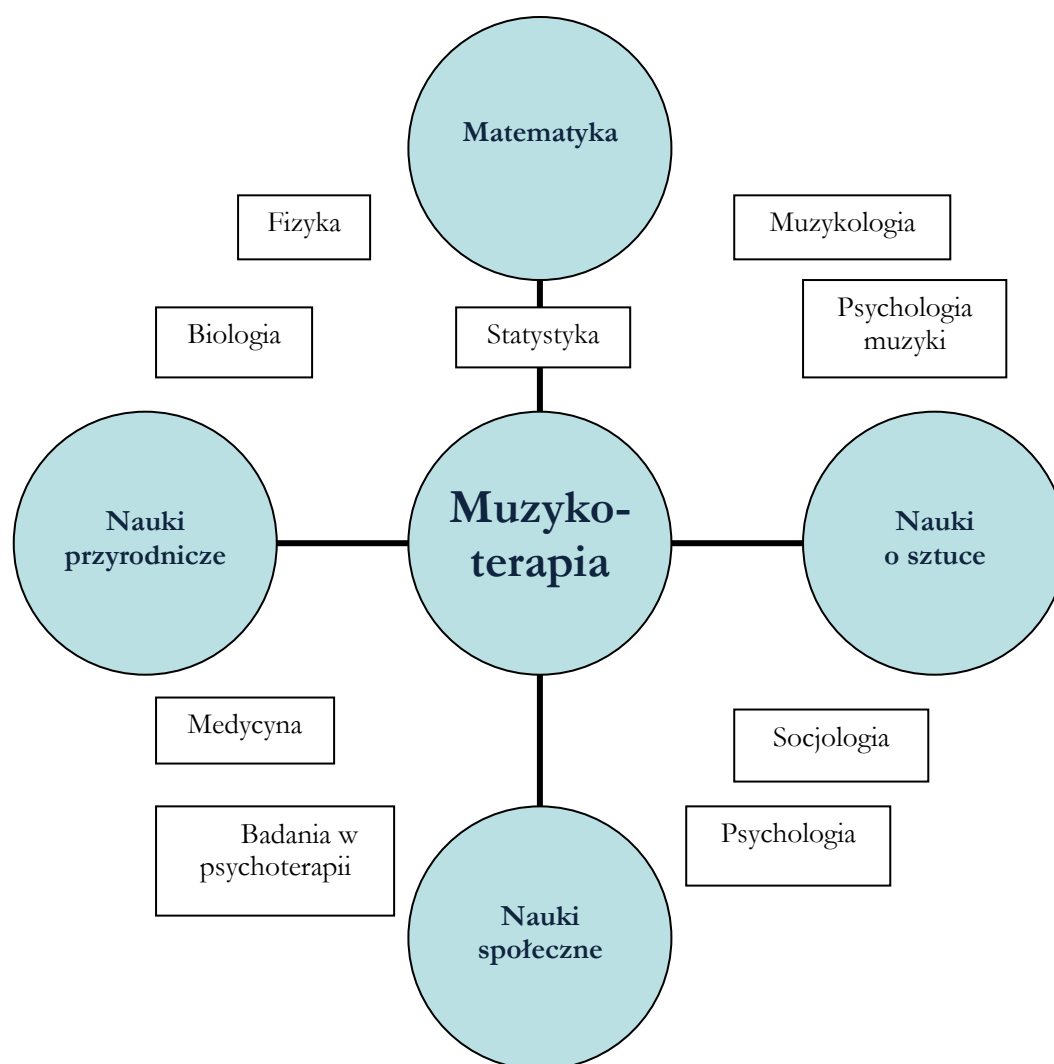 Matematyka
Fizyka
Muzykologia
Biologia
Statystyka
Psychologia
muzyki
Nauki
przyrodnicze
Muzyko-
terapia
Nauki
o sztuce
Medycyna
Socjologia
Badania w
psychoterapii
Psychologia
Nauki
społeczne